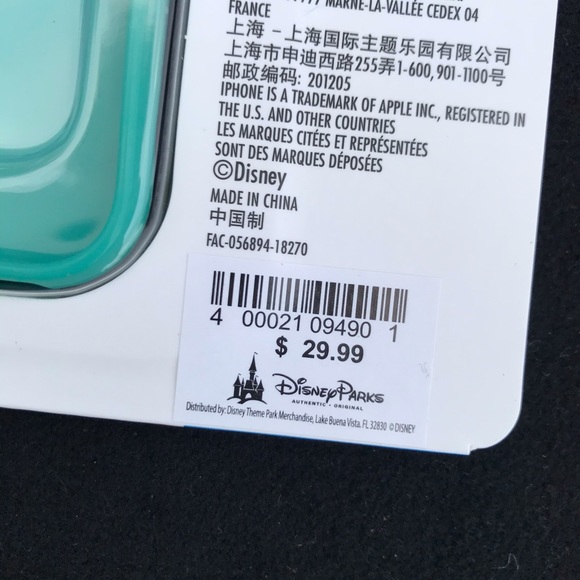 MARNE-LA-VALLÉE CEDEX 04
FRANCE
上海 - 上海国际主题乐园有限公司
上海市申迪西路255弄1-600,901-1100号
邮政编码: 201205
IPHONE IS A TRADEMARK OF APPLE INC., REGISTERED IN
THE U.S. AND OTHER COUNTRIES
LES MARQUES CITÉES ET REPRÉSENTÉES
SONT DES MARQUES DÉPOSÉES
©Disney
MADE IN CHINA
中国制
FAC-056894-18270
4 00021 09490 1
$ 29.99
Disney Parks
AUTHENTIC • ORIGINAL
Distributed by: Disney Theme Park Merchandise, Lake Buena Vista, FL 32830 ©DISNEY